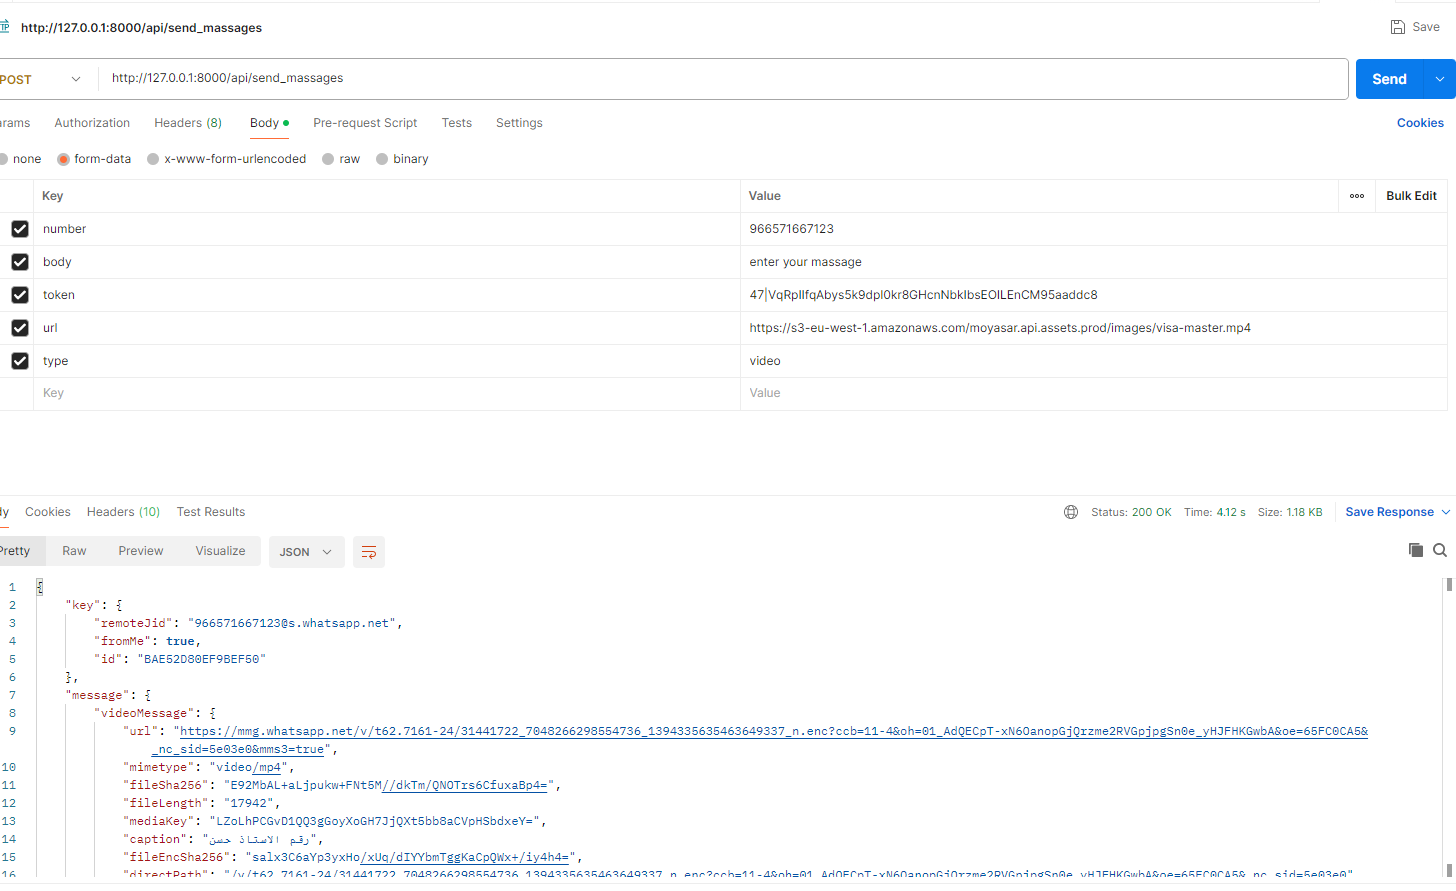 http://127.0.0.1:8000/api/send_massages
Save
POST
http://127.0.0.1:8000/api/send_massages
Send
arams Authorization Headers (8) Body Pre-request Script Tests Settings Cookies
none form-data x-www-form-urlencoded raw binary
Key Value Bulk Edit
number 966571667123
body enter your massage
token 47|VqRpIIfqAbys5k9dpl0kr8GHcnNbkIbsEOILEnCM95aaddc8
url https://s3-eu-west-1.amazonaws.com/moyasar.api.assets.prod/images/visa-master.mp4
type video
Key Value
dy Cookies Headers (10) Test Results Status: 200 OK Time: 4.12 s Size: 1.18 KB Save Response
Pretty Raw Preview Visualize JSON
1 {
2 "key": {
3 "remoteJid": "966571667123@s.whatsapp.net",
4 "fromMe": true,
5 "id": "BAE52D80EF9BEF50"
6 },
7 "message": {
8 "videoMessage": {
9 "url": "https://mmg.whatsapp.net/v/t62.7161-24/31441722_7048266298554736_1394335635463649337_n.enc?ccb=11-4&oh=01_AdQECpT-xN6OanopGjQrzme2RVGpjpgSn0e_yHJFHKGwbA&oe=65FC0CA5&
_nc_sid=5e03e0&mms3=true",
10 "mimetype": "video/mp4",
11 "fileSha256": "E92MbAL+aLjpukw+FNt5M//dkTm/QNOTrs6CfuxaBp4=",
12 "fileLength": "17942",
13 "mediaKey": "LZoLhPCGvD1QQ3gGoyXoGH7JjQXt5bb8aCVpHSbdxeY=",
14 "caption": "رقم الاستاذ حسن",
15 "fileEncSha256": "salx3C6aYp3yxHo/xUq/dIYYbmTggKaCpQWx+/iy4h4=",
16 "directPath": "/v/t62.7161-24/31441722_7048266298554736_1394335635463649337_n.enc?ccb=11-4&oh=01_AdQECpT-xN6OanopGjQrzme2RVGpjpgSn0e_yHJFHKGwbA&oe=65FC0CA5&_nc_sid=5e03e0"